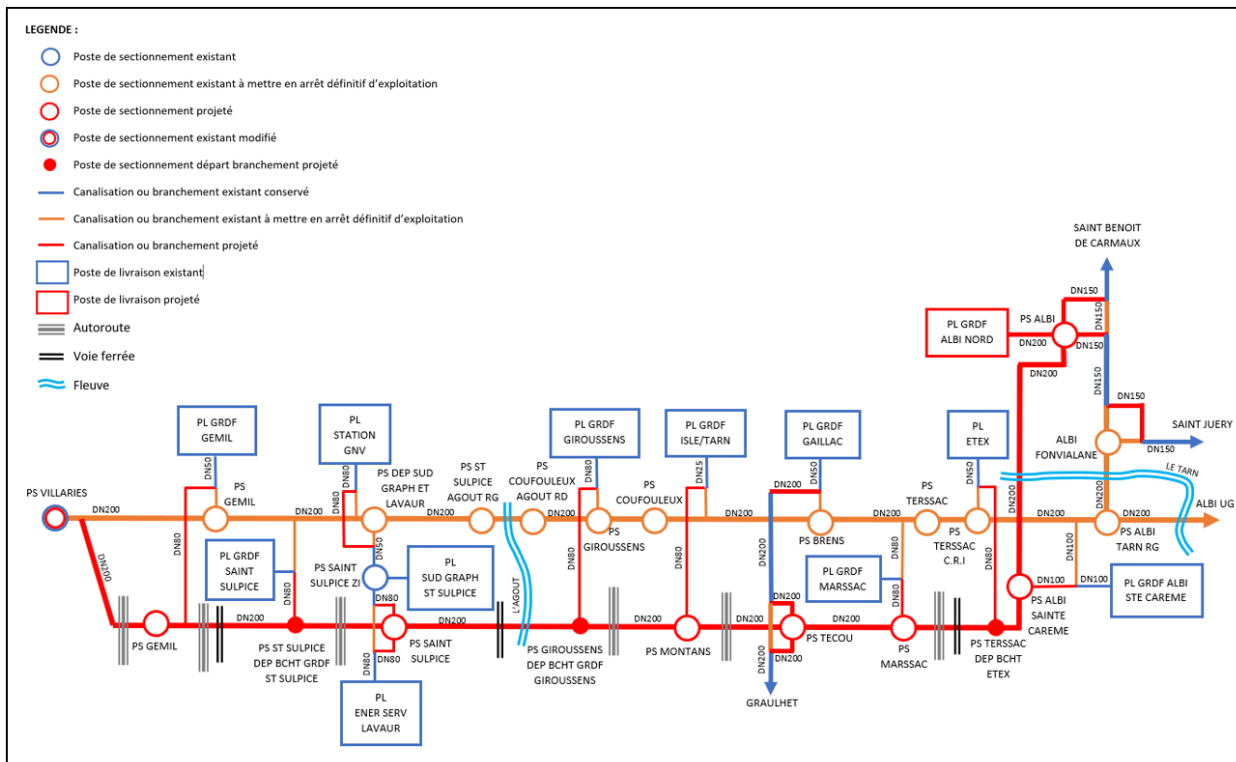 LEGENDE :
Poste de sectionnement existant
Poste de sectionnement existant à mettre en arrêt définitif d'exploitation
Poste de sectionnement projeté
Poste de sectionnement existant modifié
Poste de sectionnement départ branchement projeté
Canalisation ou branchement existant conservé
Canalisation ou branchement existant à mettre en arrêt définitif d'exploitation
Canalisation ou branchement projeté
Poste de livraison existant
Poste de livraison projeté
Autoroute
Voie ferrée
Fleuve
SAINT BENOIT
DE CARMAUX
DN150
DN150
PS ALBI
PL GRDF
ALBI NORD
DN200
DN150
DN200
DN150
DN150
SAINT JUERY
DN150
ALBI
FONVIALANE
LE TARN
DN200
DN200
PL GRDF
GEMIL
DN50
PL
STATION
GNV
DN80
DN80
PL GRDF
GIROUSSENS
DN80
PL GRDF
ISLE/TARN
DN25
PL GRDF
GAILLAC
DN50
PL
ETEX
DN50
PS VILLARIES
DN200
PS
GEMIL
DN200
PS DEP SUD
GRAPH ET
LAVAUR
DN200
PS ST
SULPICE
AGOUT RG
PS
COUFOULEUX
AGOUT RD
DN200
PS
GIROUSSENS
PS
COUFOULEUX
DN200
DN200
PS BRENS
DN200
PS
TERSSAC
PS
TERSSAC
C.R.I
DN200
DN200
PS ALBI
TARN RG
DN200
ALBI UG
DN200
DN80
PL GRDF
SAINT
SULPICE
DN80
DN50
PS SAINT
SULPICE ZI
PL
SUD GRAPH
ST SULPICE
DN80
DN80
L'AGOUT
DN80
DN80
DN200
DN200
DN200
DN200
PL GRDF
MARSSAC
DN80
DN80
DN100
DN100
DN100
PL GRDF ALBI
STE CAREME
PS ALBI
SAINTE
CAREME
PS GEMIL
DN200
PS ST SULPICE
DEP BCHT GRDF
ST SULPICE
DN200
PS SAINT
SULPICE
DN200
PS GIROUSSENS
DEP BCHT GRDF
GIROUSSENS
DN200
PS MONTANS
DN200
PS TECOU
DN200
PS
MARSSAC
DN200
PS TERSSAC
DEP BCHT
ETEX
PL
ENER SERV
LAVAUR
GRAULHET